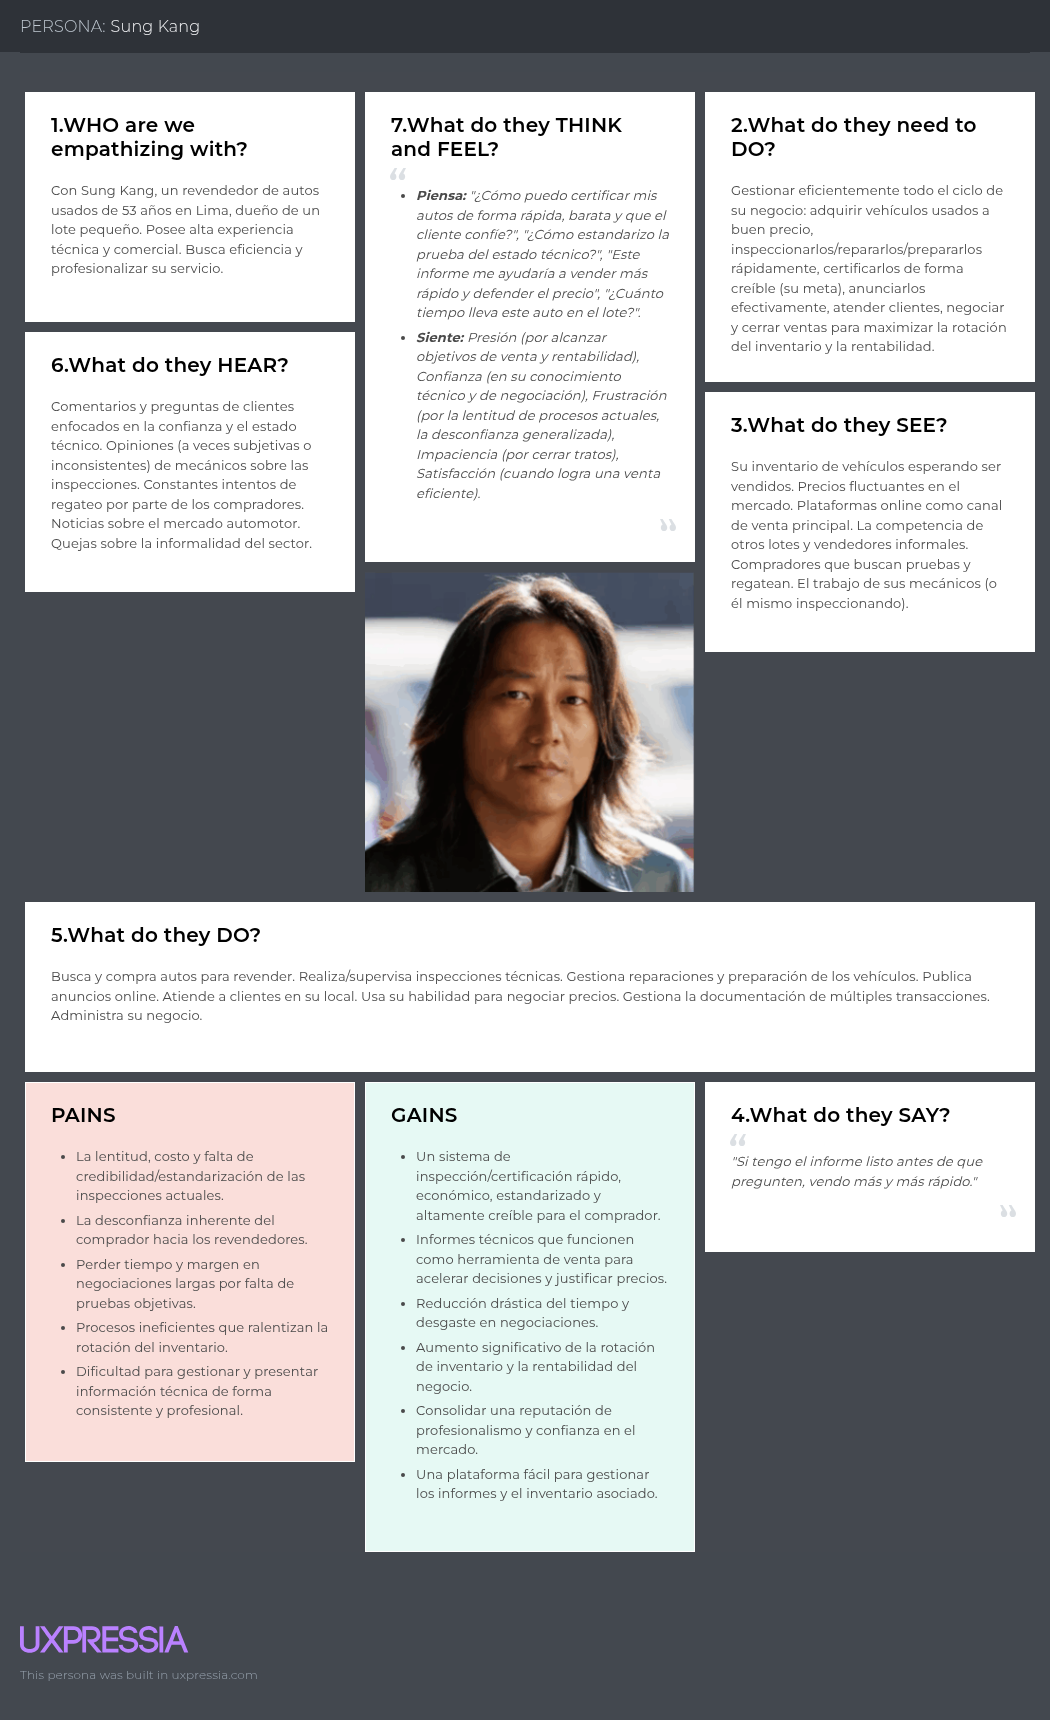 PERSONA: Sung Kang
1.WHO are we
empathizing with?
Con Sung Kang, un revendedor de autos
usados de 53 años en Lima, dueño de un
lote pequeño. Posee alta experiencia
técnica y comercial. Busca eficiencia y
profesionalizar su servicio.
7.What do they THINK
and FEEL?
“
• Piensa: "¿Cómo puedo certificar mis
autos de forma rápida, barata y que el
cliente confíe?", "¿Cómo estandarizo la
prueba del estado técnico?", "Este
informe me ayudaría a vender más
rápido y defender el precio", "¿Cuánto
tiempo lleva este auto en el lote?".
• Siente: Presión (por alcanzar
objetivos de venta y rentabilidad),
Confianza (en su conocimiento
técnico y de negociación), Frustración
(por la lentitud de procesos actuales,
la desconfianza generalizada),
Impaciencia (por cerrar tratos),
Satisfacción (cuando logra una venta
eficiente).
”
2.What do they need to
DO?
Gestionar eficientemente todo el ciclo de
su negocio: adquirir vehículos usados a
buen precio,
inspeccionarlos/repararlos/prepararlos
rápidamente, certificarlos de forma
creíble (su meta), anunciarlos
efectivamente, atender clientes, negociar
y cerrar ventas para maximizar la rotación
del inventario y la rentabilidad.
6.What do they HEAR?
Comentarios y preguntas de clientes
enfocados en la confianza y el estado
técnico. Opiniones (a veces subjetivas o
inconsistentes) de mecánicos sobre las
inspecciones. Constantes intentos de
regateo por parte de los compradores.
Noticias sobre el mercado automotor.
Quejas sobre la informalidad del sector.
3.What do they SEE?
Su inventario de vehículos esperando ser
vendidos. Precios fluctuantes en el
mercado. Plataformas online como canal
de venta principal. La competencia de
otros lotes y vendedores informales.
Compradores que buscan pruebas y
regatean. El trabajo de sus mecánicos (o
él mismo inspeccionando).
5.What do they DO?
Busca y compra autos para revender. Realiza/supervisa inspecciones técnicas. Gestiona reparaciones y preparación de los vehículos. Publica
anuncios online. Atiende a clientes en su local. Usa su habilidad para negociar precios. Gestiona la documentación de múltiples transacciones.
Administra su negocio.
PAINS
• La lentitud, costo y falta de
credibilidad/estandarización de las
inspecciones actuales.
• La desconfianza inherente del
comprador hacia los revendedores.
• Perder tiempo y margen en
negociaciones largas por falta de
pruebas objetivas.
• Procesos ineficientes que ralentizan la
rotación del inventario.
• Dificultad para gestionar y presentar
información técnica de forma
consistente y profesional.
GAINS
• Un sistema de
inspección/certificación rápido,
económico, estandarizado y
altamente creíble para el comprador.
• Informes técnicos que funcionen
como herramienta de venta para
acelerar decisiones y justificar precios.
• Reducción drástica del tiempo y
desgaste en negociaciones.
• Aumento significativo de la rotación
de inventario y la rentabilidad del
negocio.
• Consolidar una reputación de
profesionalismo y confianza en el
mercado.
• Una plataforma fácil para gestionar
los informes y el inventario asociado.
4.What do they SAY?
“
"Si tengo el informe listo antes de que
pregunten, vendo más y más rápido."
”
UXPRESSIA
This persona was built in uxpressia.com